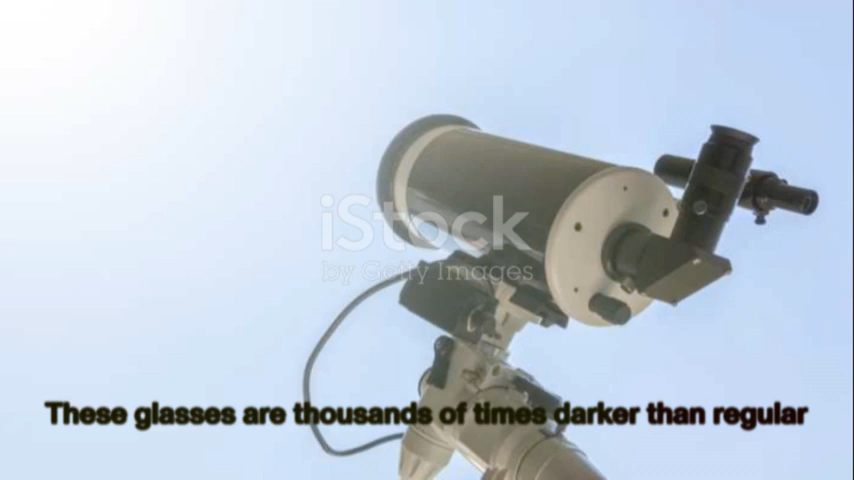 iStock
by Getty Images
These glasses are thousands of times darker than regular